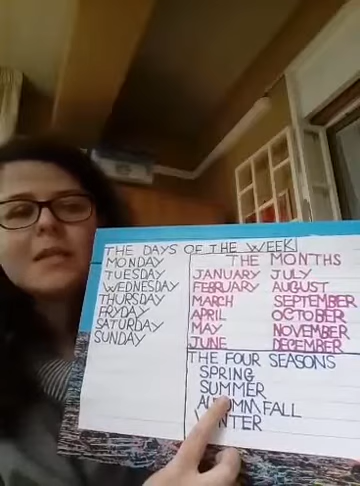 THE DAYS OF THE WEEK
MONDAY
TUESDAY
WEDNESDAY
THURSDAY
FRYDAY
SATURDAY
SUNDAY
THE MONTHS
JANUARY JULY
FEBRUARY AUGUST
MARCH SEPTEMBER
APRIL OCTOBER
MAY NOVEMBER
JUNE DECEMBER
THE FOUR SEASONS
SPRING
SUMMER
FALL